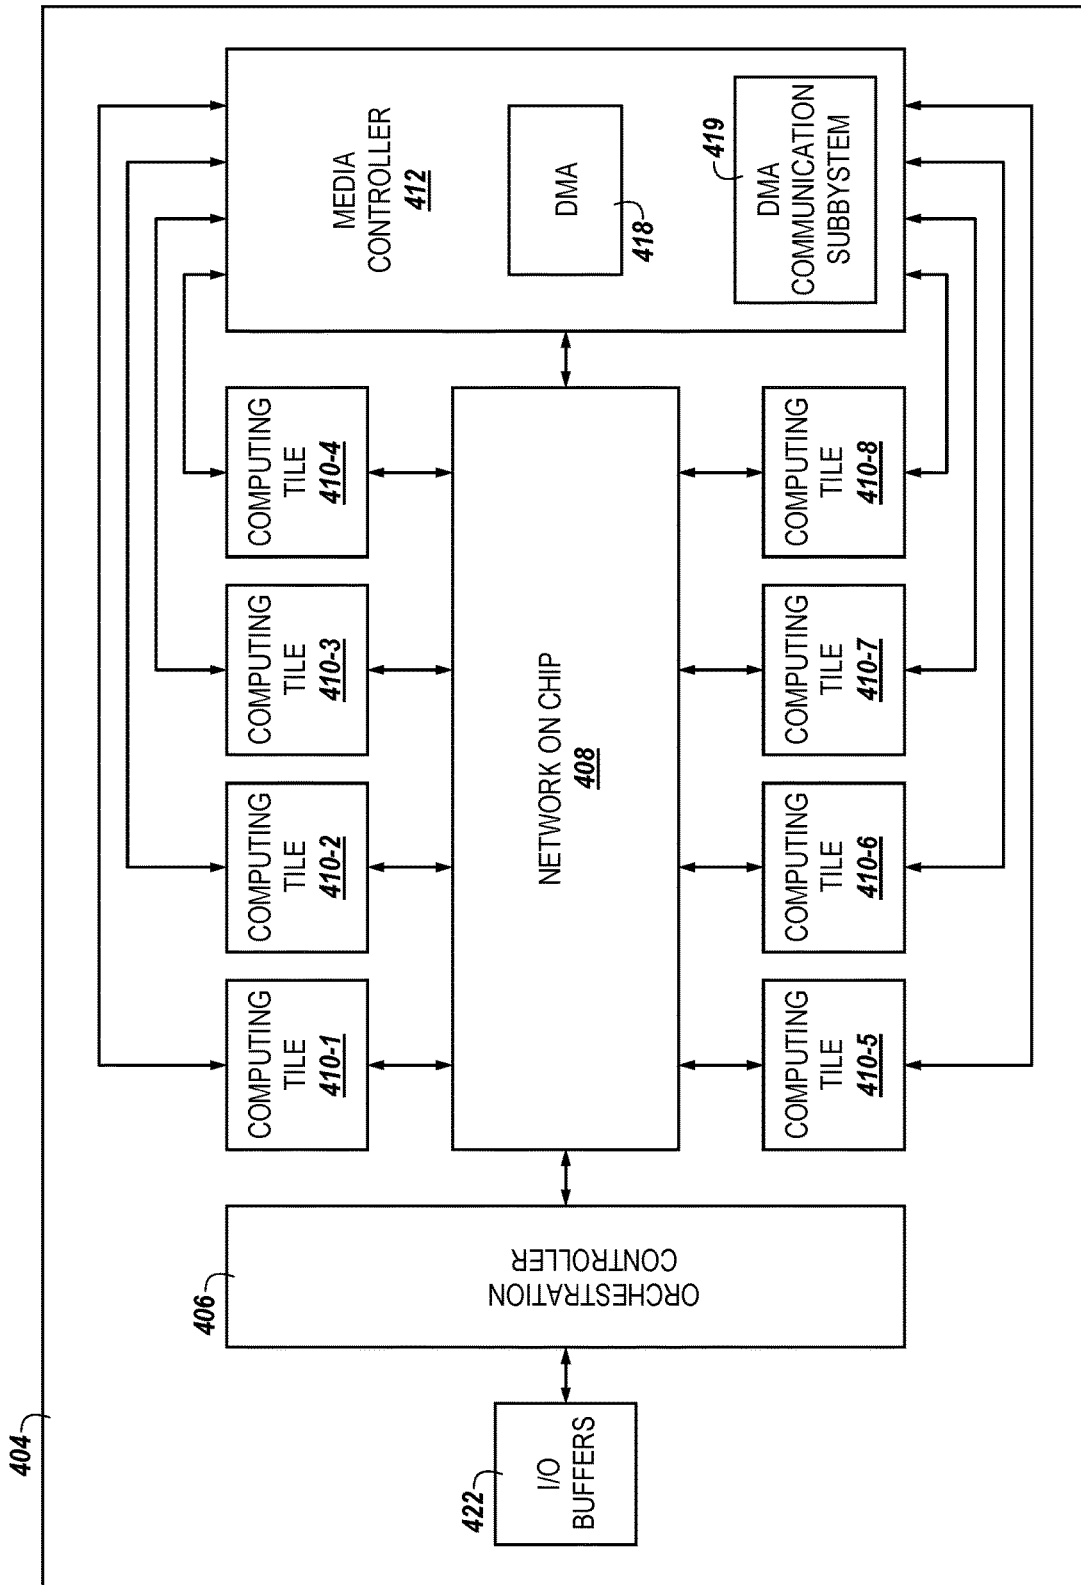 404
422
I/O
BUFFERS
406
ORCHESTRATION
CONTROLLER
COMPUTING
TILE
410-1
COMPUTING
TILE
410-2
COMPUTING
TILE
410-3
COMPUTING
TILE
410-4
NETWORK ON CHIP
408
COMPUTING
TILE
410-5
COMPUTING
TILE
410-6
COMPUTING
TILE
410-7
COMPUTING
TILE
410-8
MEDIA
CONTROLLER
412
DMA
418
419
DMA
COMMUNICATION
SUBBYSTEM